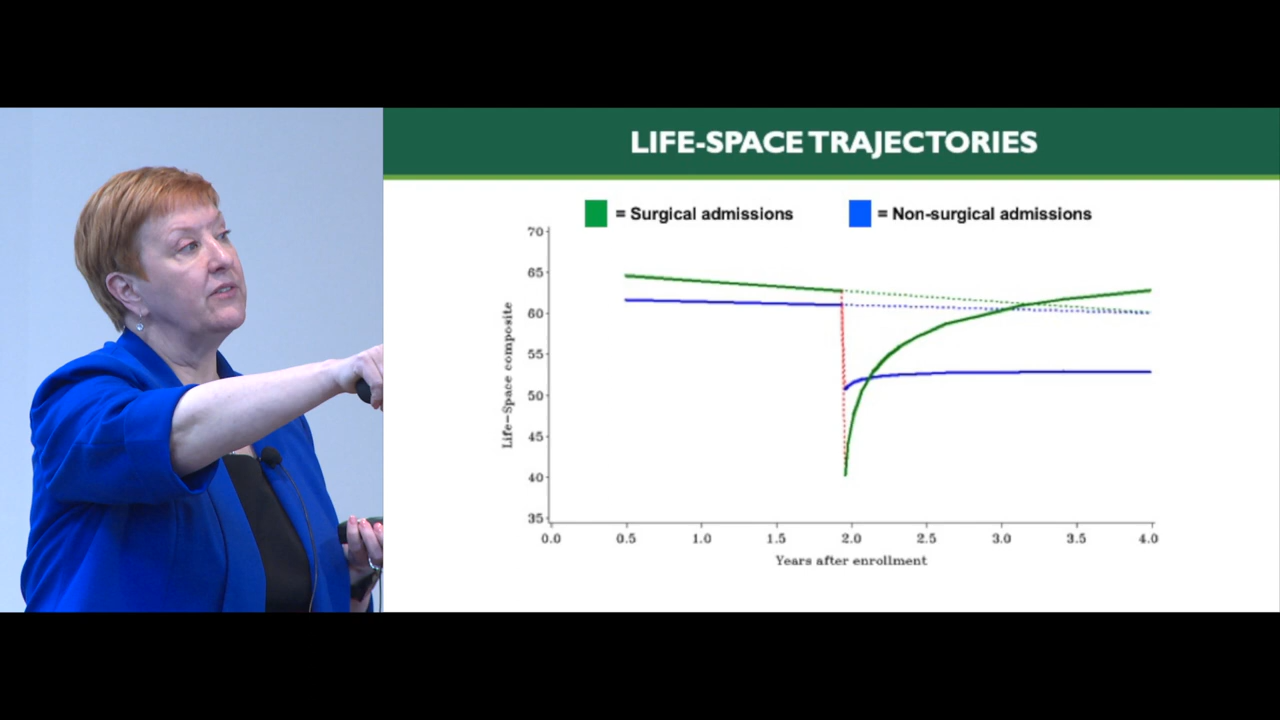 LIFE-SPACE TRAJECTORIES
= Surgical admissions
= Non-surgical admissions
70
65
60
55
50
45
40
35
Life-Space composite
0.0 0.5 1.0 1.5 2.0 2.5 3.0 3.5 4.0
Years after enrollment